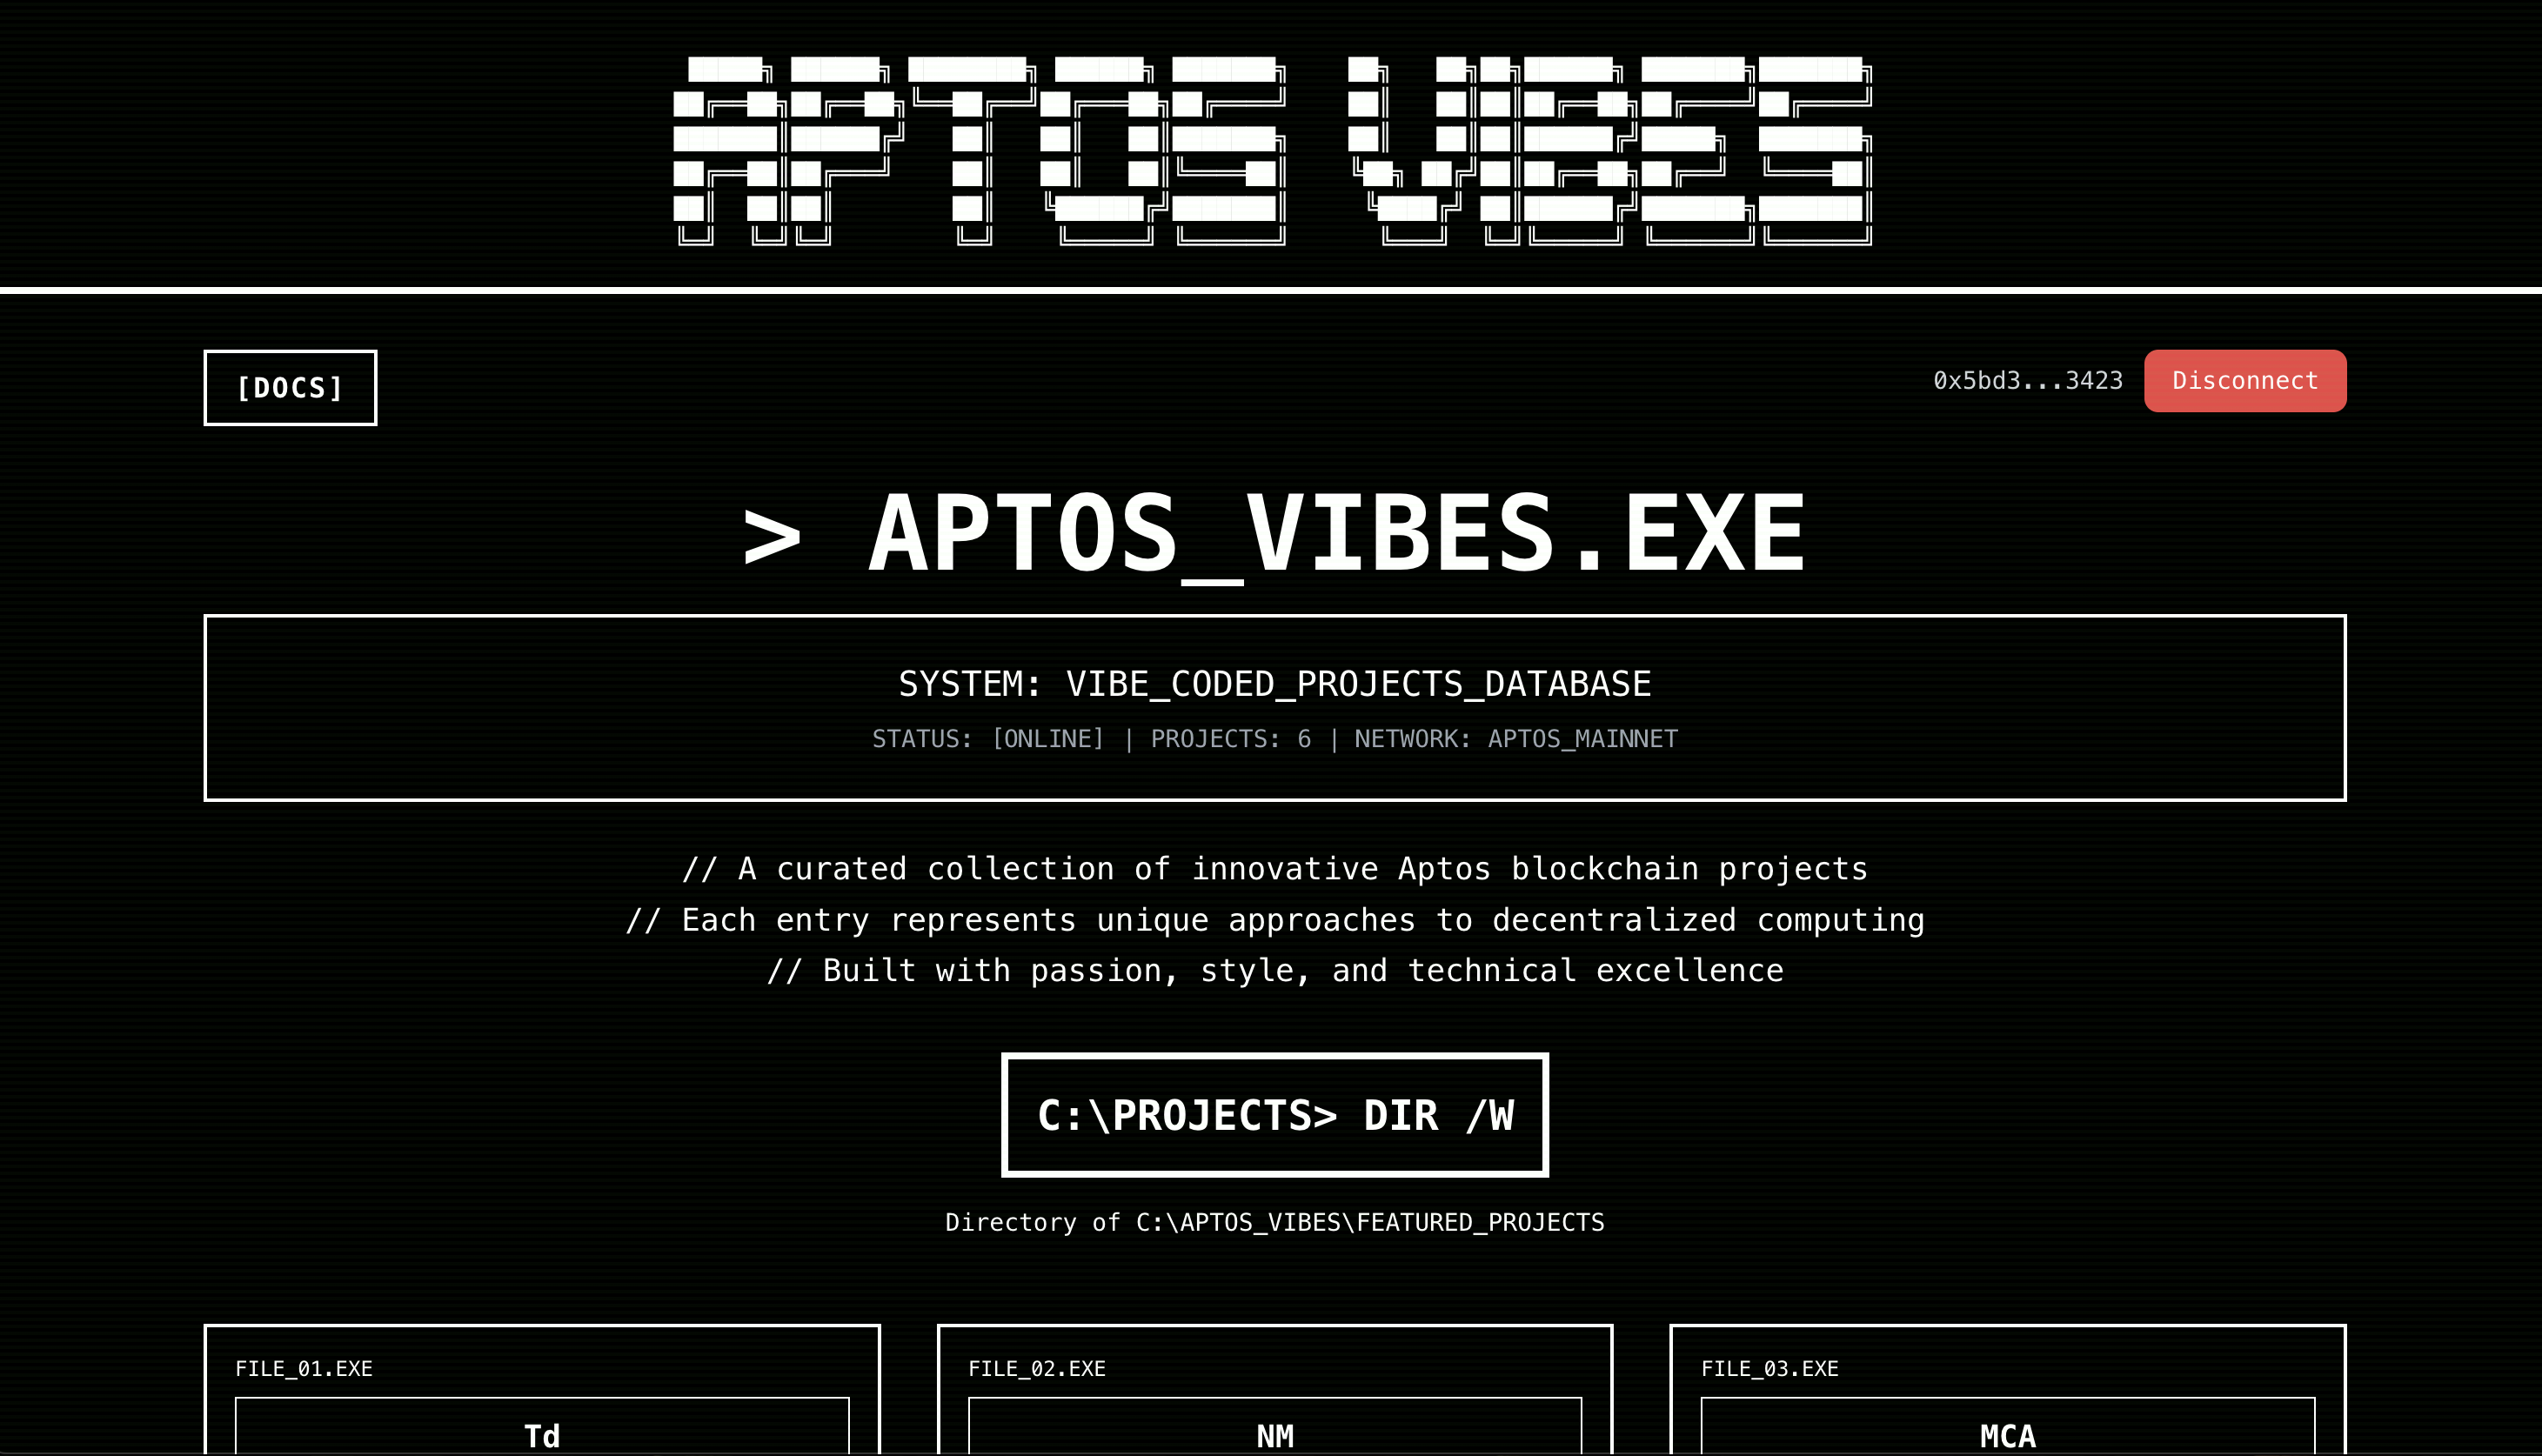 APTOS VIBES
[DOCS]
0x5bd3...3423 Disconnect
> APTOS_VIBES.EXE
SYSTEM: VIBE_CODED_PROJECTS_DATABASE
STATUS: [ONLINE] | PROJECTS: 6 | NETWORK: APTOS_MAINNET
// A curated collection of innovative Aptos blockchain projects
// Each entry represents unique approaches to decentralized computing
// Built with passion, style, and technical excellence
C:\PROJECTS> DIR /W
Directory of C:\APTOS_VIBES\FEATURED_PROJECTS
FILE_01.EXE
Td
FILE_02.EXE
NM
FILE_03.EXE
MCA